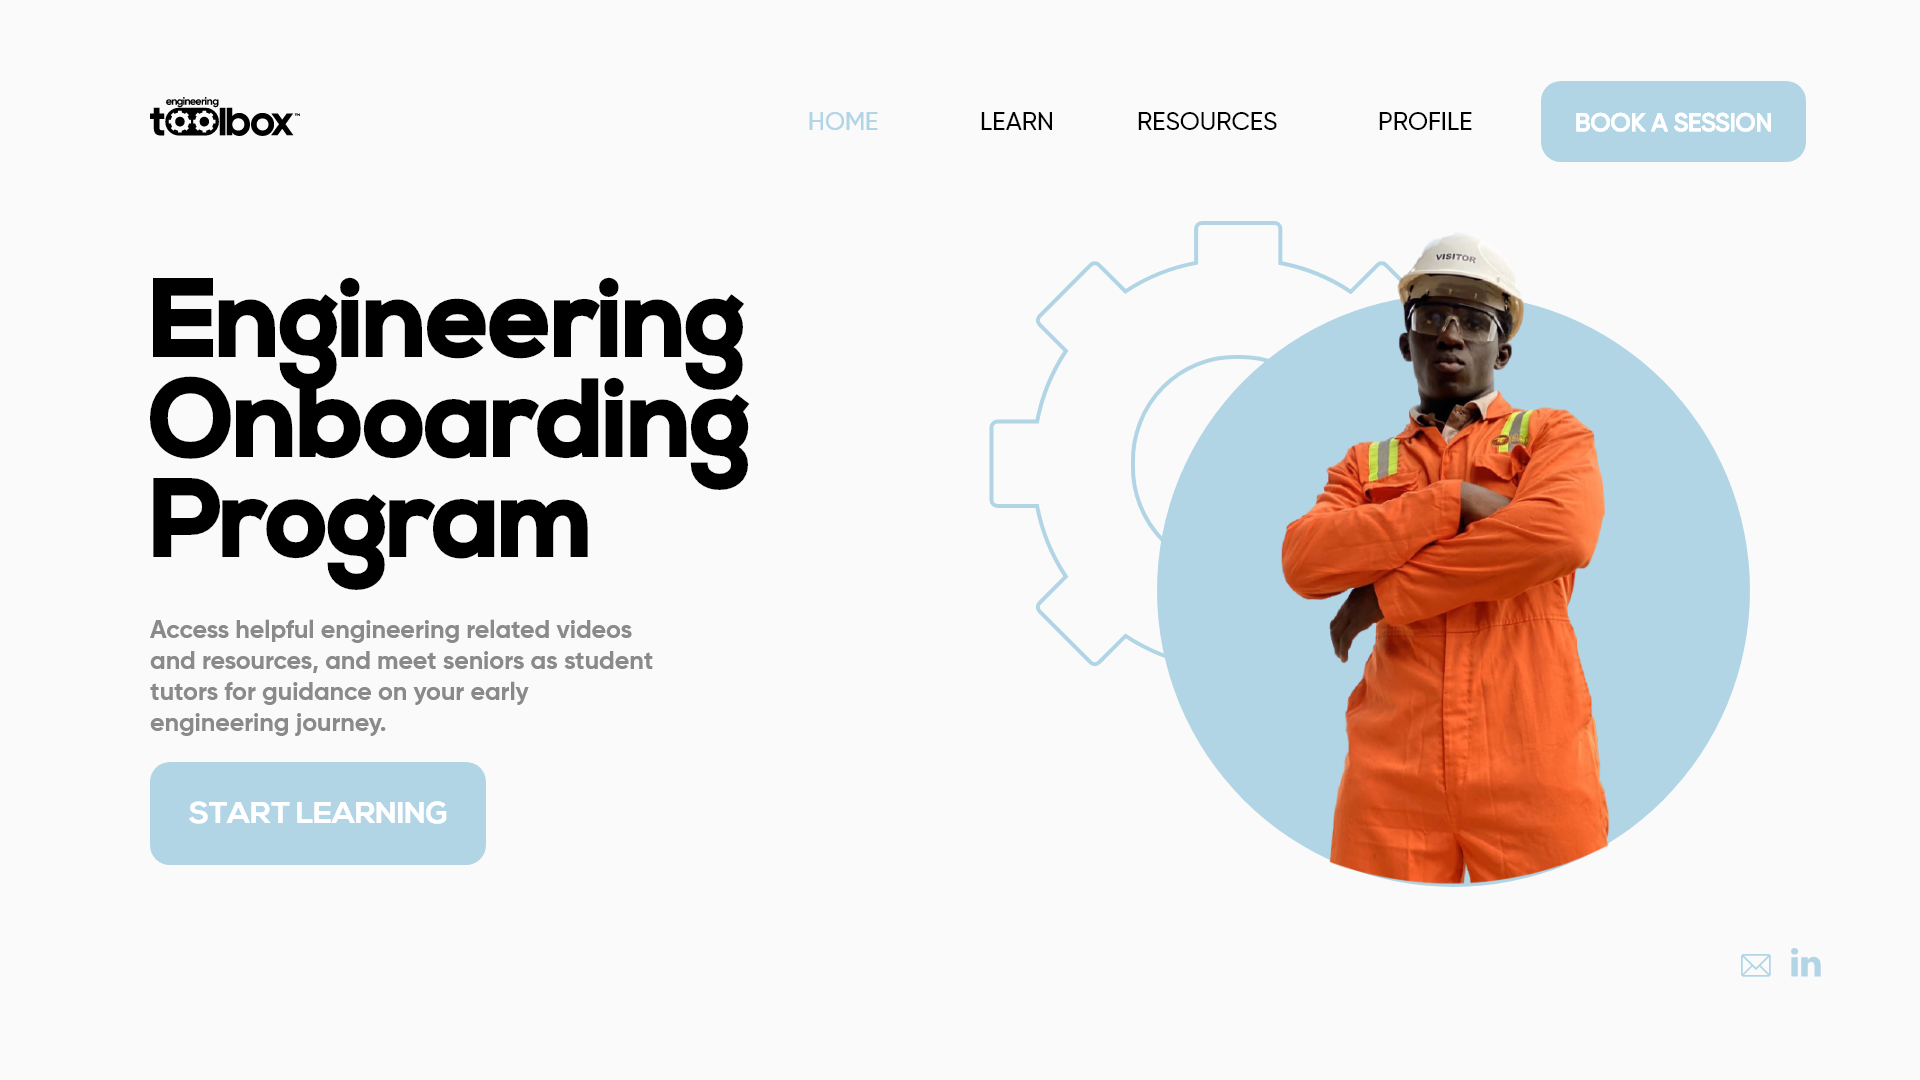 engineering
toolbox™
HOME
LEARN
RESOURCES
PROFILE
BOOK A SESSION
VISITOR
Engineering
Onboarding
Program
Access helpful engineering related videos
and resources, and meet seniors as student
tutors for guidance on your early
engineering journey.
START LEARNING
in